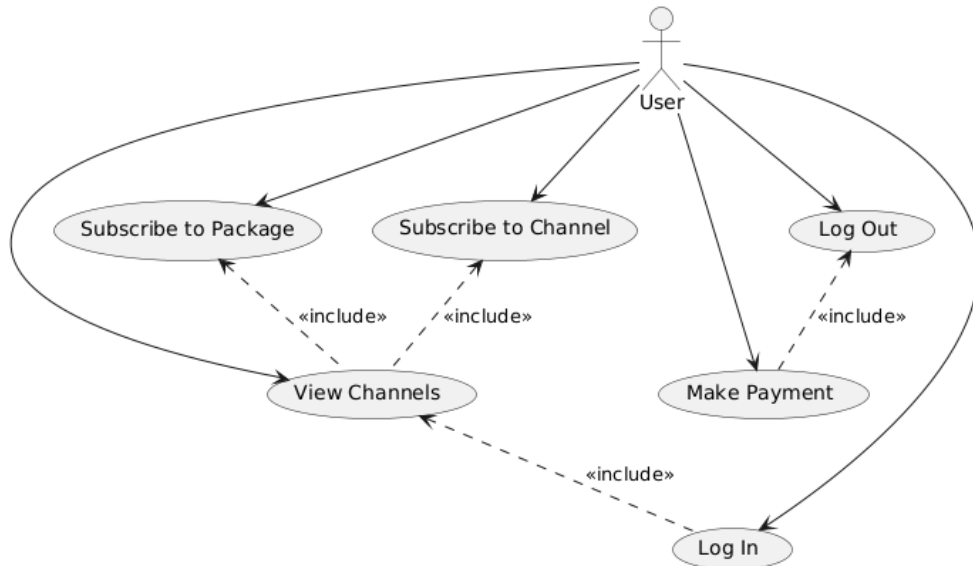 User
Subscribe to Package
Subscribe to Channel
Log Out
«include»
«include»
«include»
View Channels
Make Payment
«include»
Log In